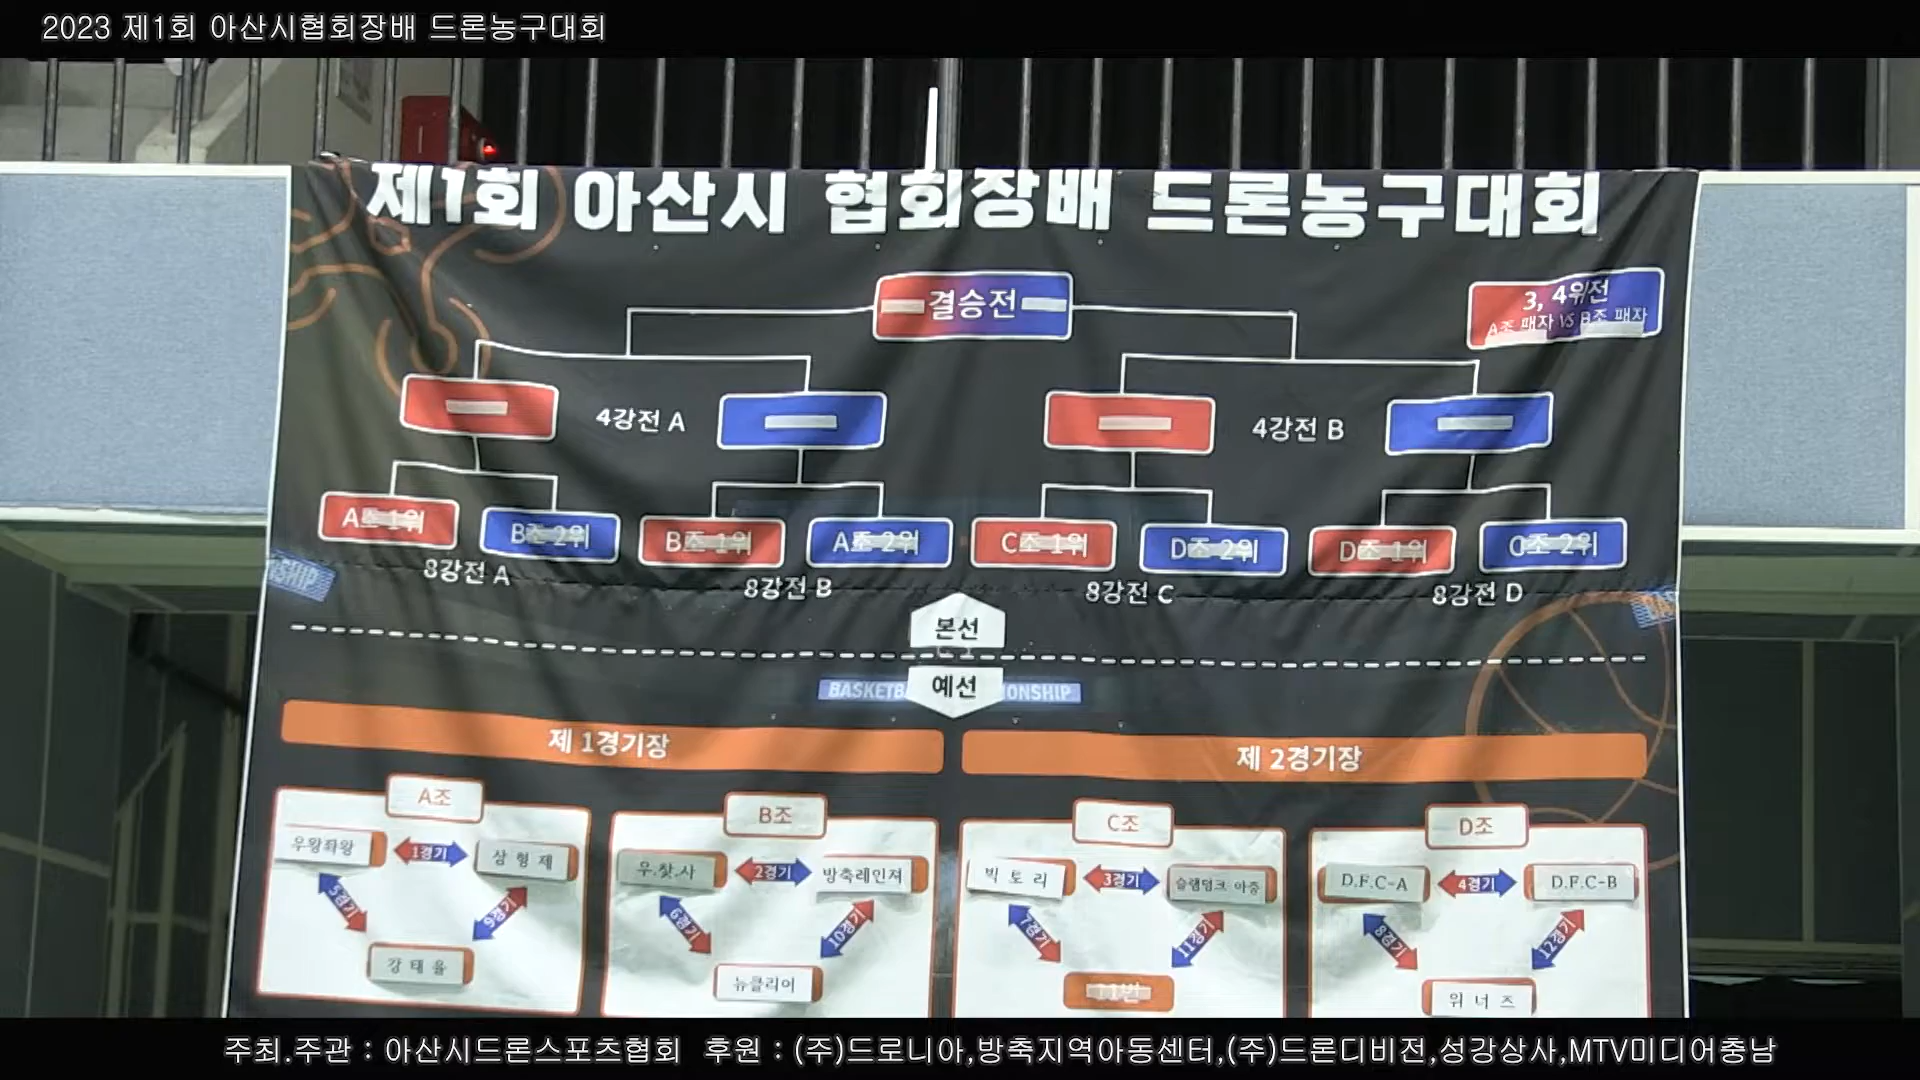 2023 제1회 아산시협회장배 드론농구대회
제1회 아산시 협회장배 드론농구대회
결승전
3, 4위전
A조 패자 VS B조 패자
4강전 A
4강전 B
A조 1위
B조 2위
B조 1위
A조 2위
C조 1위
D조 2위
D조 1위
C조 2위
8강전 A
8강전 B
8강전 C
8강전 D
SHIP
본선
예선
BASKETB
IONSHIP
제 1경기장
제 2경기장
A조
B조
C조
D조
우왕좌왕
1경기
삼 형 제
우.찾.사
2경기
방축레인져
빅 토 리
3경기
슬램덩크 아중
D.F.C-A
4경기
D.F.C-B
5경기
9경기
6경기
10경기
7경기
11경기
8경기
12경기
강 태 율
뉴클리어
11번
위 너 즈
주최.주관 : 아산시드론스포츠협회 후원 : (주)드로니아,방축지역아동센터,(주)드론디비전,성강상사,MTV미디어충남